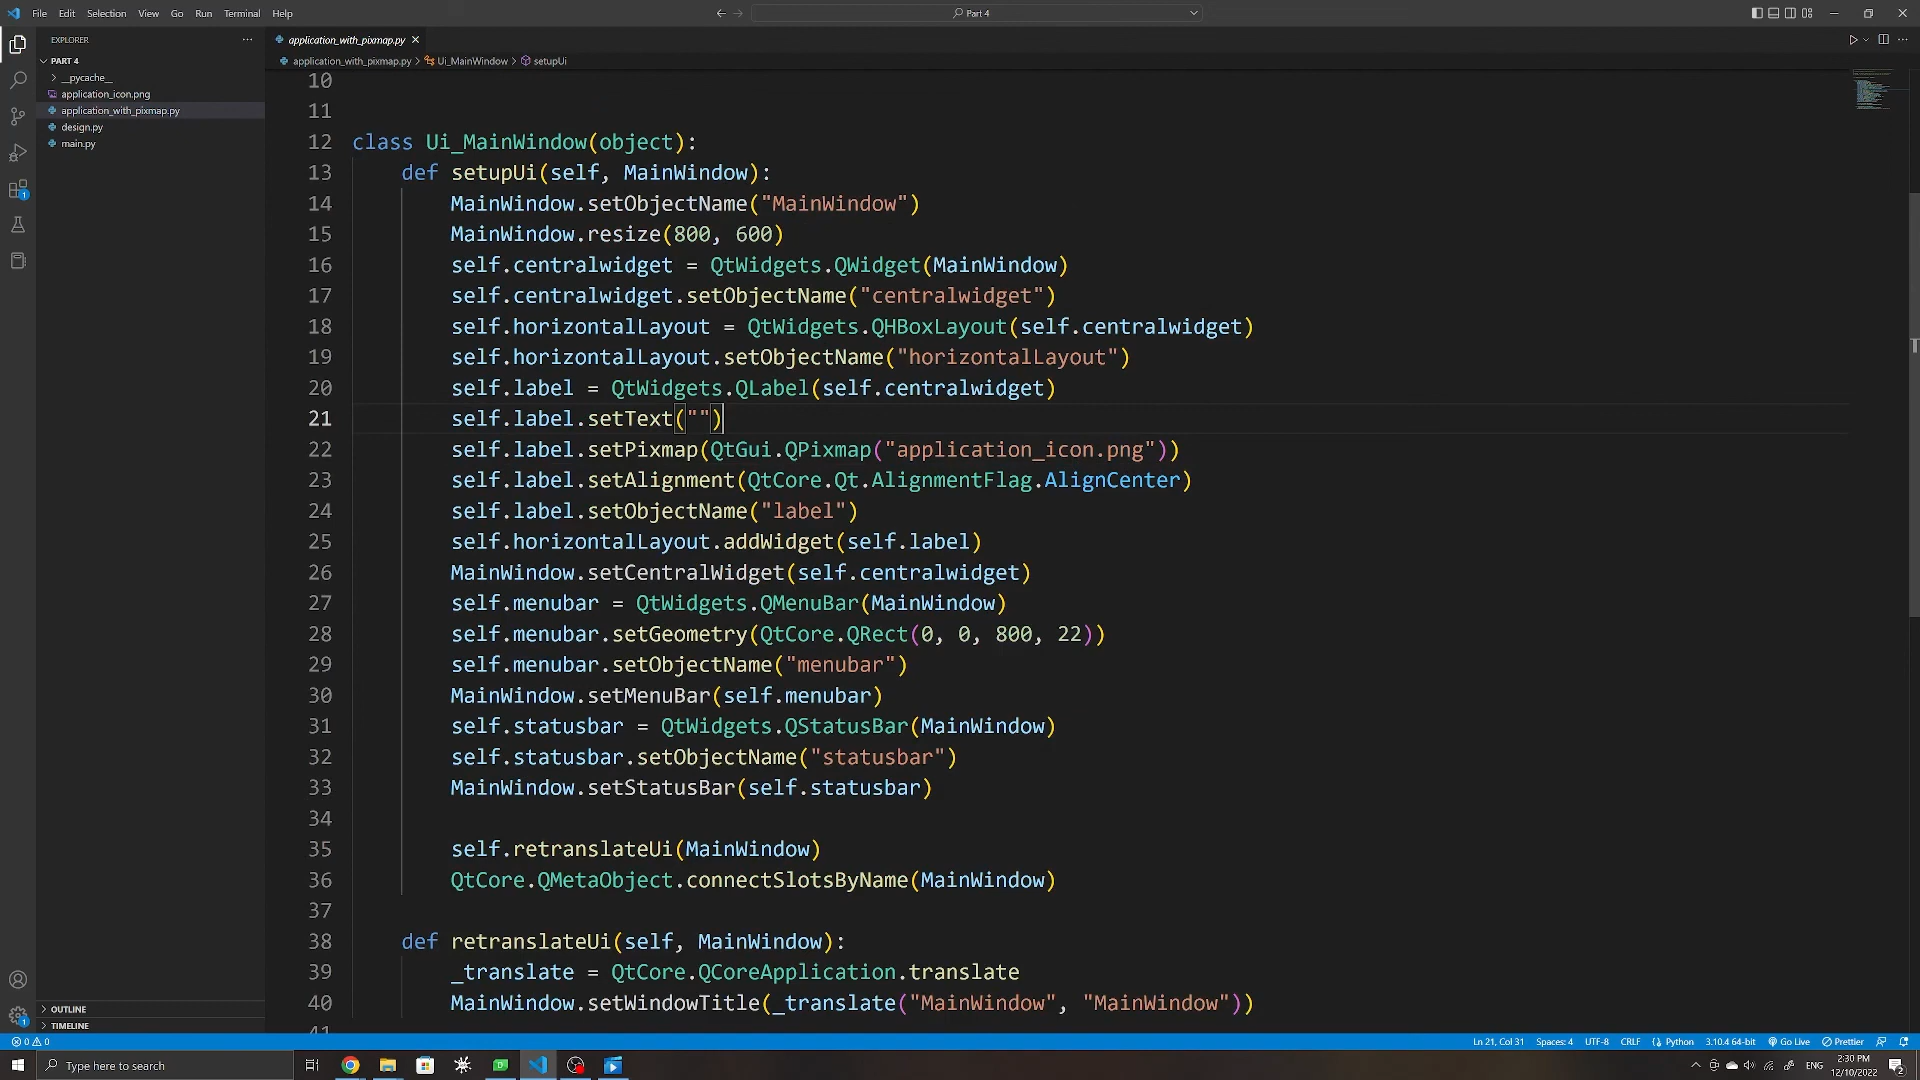 File Edit Selection View Go Run Terminal Help
Part 4
EXPLORER
PART 4
__pycache__
application_icon.png
application_with_pixmap.py
design.py
main.py
OUTLINE
TIMELINE
application_with_pixmap.py
application_with_pixmap.py > Ui_MainWindow > setupUi
10
11
12 class Ui_MainWindow(object):
13 def setupUi(self, MainWindow):
14 MainWindow.setObjectName("MainWindow")
15 MainWindow.resize(800, 600)
16 self.centralwidget = QtWidgets.QWidget(MainWindow)
17 self.centralwidget.setObjectName("centralwidget")
18 self.horizontalLayout = QtWidgets.QHBoxLayout(self.centralwidget)
19 self.horizontalLayout.setObjectName("horizontalLayout")
20 self.label = QtWidgets.QLabel(self.centralwidget)
21 self.label.setText("")
22 self.label.setPixmap(QtGui.QPixmap("application_icon.png"))
23 self.label.setAlignment(QtCore.Qt.AlignmentFlag.AlignCenter)
24 self.label.setObjectName("label")
25 self.horizontalLayout.addWidget(self.label)
26 MainWindow.setCentralWidget(self.centralwidget)
27 self.menubar = QtWidgets.QMenuBar(MainWindow)
28 self.menubar.setGeometry(QtCore.QRect(0, 0, 800, 22))
29 self.menubar.setObjectName("menubar")
30 MainWindow.setMenuBar(self.menubar)
31 self.statusbar = QtWidgets.QStatusBar(MainWindow)
32 self.statusbar.setObjectName("statusbar")
33 MainWindow.setStatusBar(self.statusbar)
34
35 self.retranslateUi(MainWindow)
36 QtCore.QMetaObject.connectSlotsByName(MainWindow)
37
38 def retranslateUi(self, MainWindow):
39 _translate = QtCore.QCoreApplication.translate
40 MainWindow.setWindowTitle(_translate("MainWindow", "MainWindow"))
41
0 0 Ln 21, Col 31 Spaces: 4 UTF-8 CRLF Python 3.10.4 64-bit Go Live Prettier
Type here to search
ENG
2:30 PM
12/10/2022
2